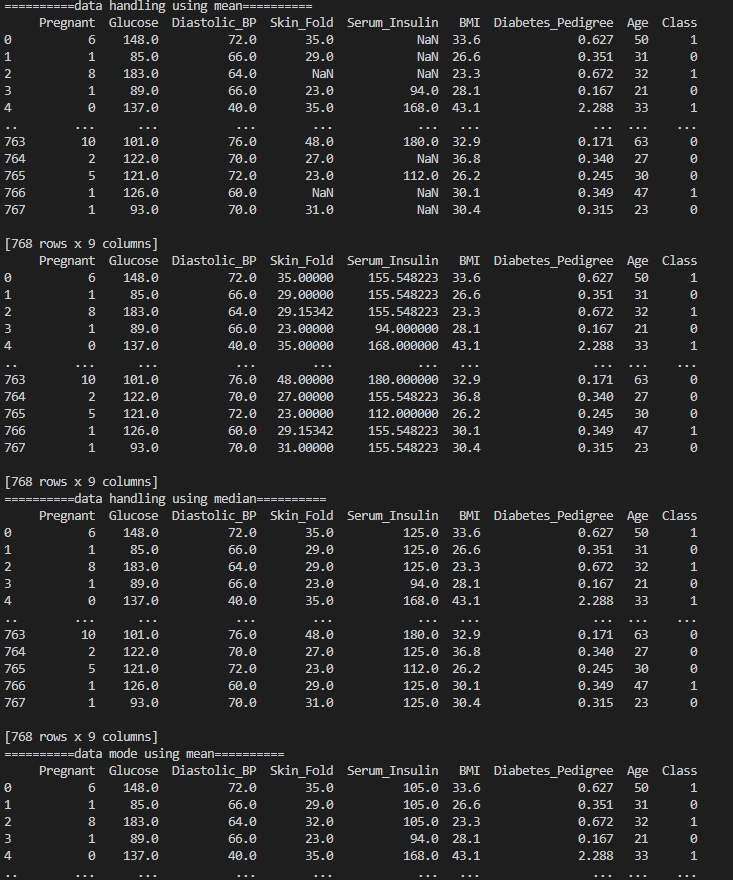 ==========data handling using mean==========
     Pregnant  Glucose  Diastolic_BP  Skin_Fold  Serum_Insulin   BMI  Diabetes_Pedigree  Age  Class
0           6    148.0          72.0       35.0            NaN  33.6              0.627   50      1
1           1     85.0          66.0       29.0            NaN  26.6              0.351   31      0
2           8    183.0          64.0        NaN            NaN  23.3              0.672   32      1
3           1     89.0          66.0       23.0           94.0  28.1              0.167   21      0
4           0    137.0          40.0       35.0          168.0  43.1              2.288   33      1
..        ...      ...           ...        ...            ...   ...                ...  ...    ...
763        10    101.0          76.0       48.0          180.0  32.9              0.171   63      0
764         2    122.0          70.0       27.0            NaN  36.8              0.340   27      0
765         5    121.0          72.0       23.0          112.0  26.2              0.245   30      0
766         1    126.0          60.0        NaN            NaN  30.1              0.349   47      1
767         1     93.0          70.0       31.0            NaN  30.4              0.315   23      0
[768 rows x 9 columns]
     Pregnant  Glucose  Diastolic_BP  Skin_Fold  Serum_Insulin   BMI  Diabetes_Pedigree  Age  Class
0           6    148.0          72.0   35.00000     155.548223  33.6              0.627   50      1
1           1     85.0          66.0   29.00000     155.548223  26.6              0.351   31      0
2           8    183.0          64.0   29.15342     155.548223  23.3              0.672   32      1
3           1     89.0          66.0   23.00000      94.000000  28.1              0.167   21      0
4           0    137.0          40.0   35.00000     168.000000  43.1              2.288   33      1
..        ...      ...           ...        ...            ...   ...                ...  ...    ...
763        10    101.0          76.0   48.00000     180.000000  32.9              0.171   63      0
764         2    122.0          70.0   27.00000     155.548223  36.8              0.340   27      0
765         5    121.0          72.0   23.00000     112.000000  26.2              0.245   30      0
766         1    126.0          60.0   29.15342     155.548223  30.1              0.349   47      1
767         1     93.0          70.0   31.00000     155.548223  30.4              0.315   23      0
[768 rows x 9 columns]
==========data handling using median==========
     Pregnant  Glucose  Diastolic_BP  Skin_Fold  Serum_Insulin   BMI  Diabetes_Pedigree  Age  Class
0           6    148.0          72.0       35.0          125.0  33.6              0.627   50      1
1           1     85.0          66.0       29.0          125.0  26.6              0.351   31      0
2           8    183.0          64.0       29.0          125.0  23.3              0.672   32      1
3           1     89.0          66.0       23.0           94.0  28.1              0.167   21      0
4           0    137.0          40.0       35.0          168.0  43.1              2.288   33      1
..        ...      ...           ...        ...            ...   ...                ...  ...    ...
763        10    101.0          76.0       48.0          180.0  32.9              0.171   63      0
764         2    122.0          70.0       27.0          125.0  36.8              0.340   27      0
765         5    121.0          72.0       23.0          112.0  26.2              0.245   30      0
766         1    126.0          60.0       29.0          125.0  30.1              0.349   47      1
767         1     93.0          70.0       31.0          125.0  30.4              0.315   23      0
[768 rows x 9 columns]
==========data mode using mean==========
     Pregnant  Glucose  Diastolic_BP  Skin_Fold  Serum_Insulin   BMI  Diabetes_Pedigree  Age  Class
0           6    148.0          72.0       35.0          105.0  33.6              0.627   50      1
1           1     85.0          66.0       29.0          105.0  26.6              0.351   31      0
2           8    183.0          64.0       32.0          105.0  23.3              0.672   32      1
3           1     89.0          66.0       23.0           94.0  28.1              0.167   21      0
4           0    137.0          40.0       35.0          168.0  43.1              2.288   33      1
..        ...      ...           ...        ...            ...   ...                ...  ...    ...